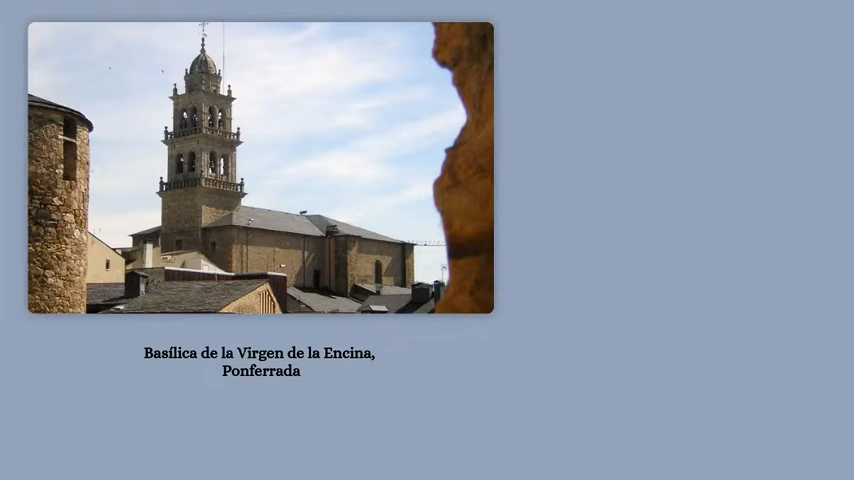 Basílica de la Virgen de la Encina,
Ponferrada